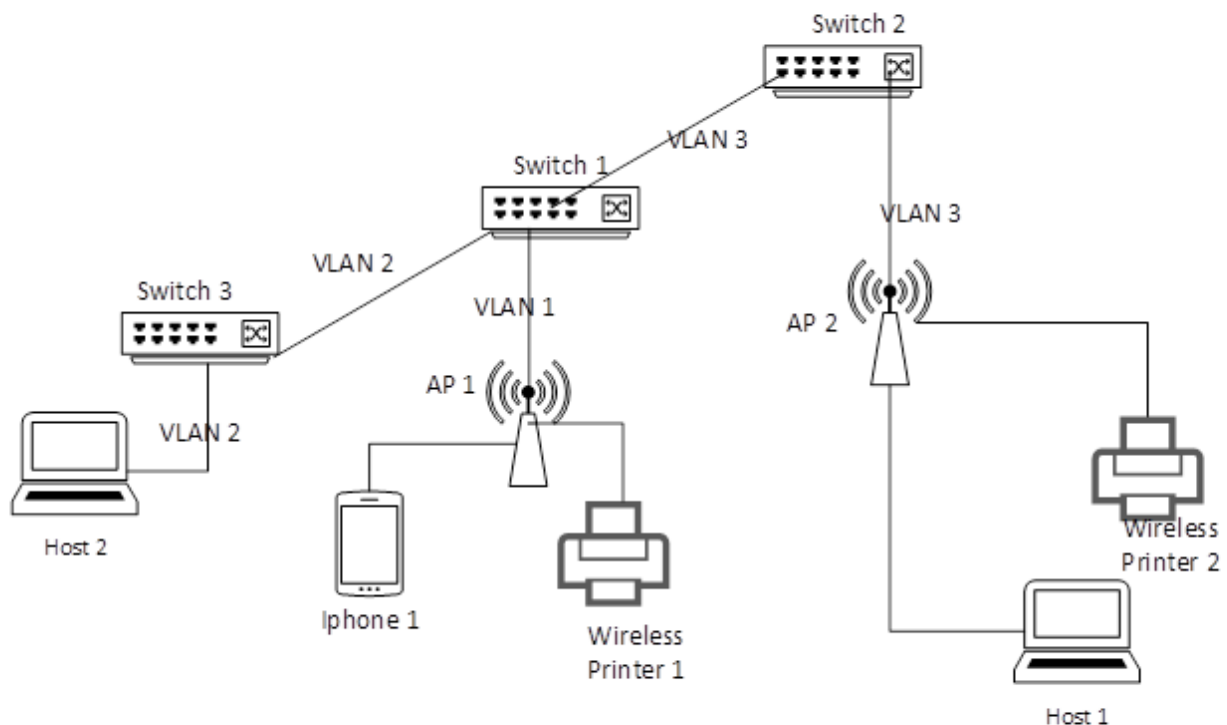 Switch 2
VLAN 3
Switch 1
VLAN 3
VLAN 2
Switch 3
VLAN 1
AP 2
AP 1
VLAN 2
Host 2
Iphone 1
Wireless
Printer 1
Wireless
Printer 2
Host 1